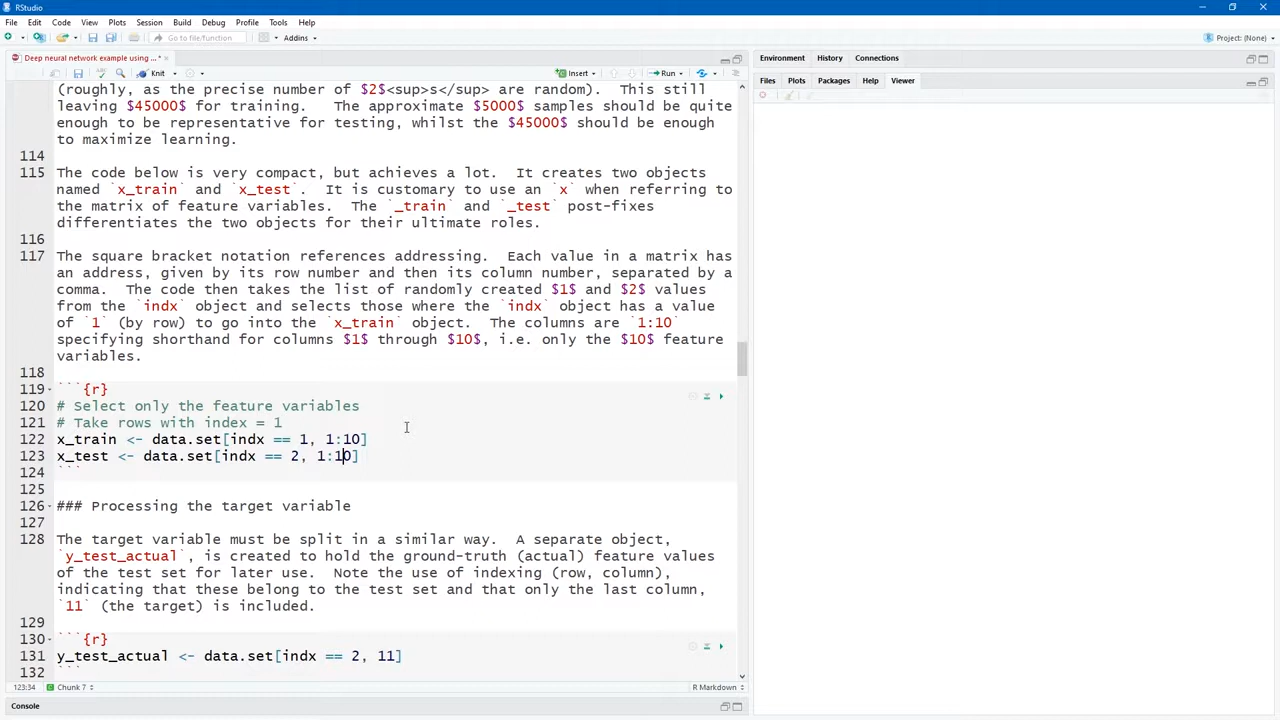 RStudio
File Edit Code View Plots Session Build Debug Profile Tools Help
Go to file/function Addins Project: (None)
Deep neural network example using ...* Environment History Connections
Knit Insert Run Files Plots Packages Help Viewer
(roughly, as the precise number of $2$<sup>s</sup> are random). This still
leaving $45000$ for training. The approximate $5000$ samples should be quite
enough to be representative for testing, whilst the $45000$ should be enough
to maximize learning.
114
115 The code below is very compact, but achieves a lot. It creates two objects
named `x_train` and `x_test`. It is customary to use an `x` when referring to
the matrix of feature variables. The `_train` and `_test` post-fixes
differentiates the two objects for their ultimate roles.
116
117 The square bracket notation references addressing. Each value in a matrix has
an address, given by its row number and then its column number, separated by a
comma. The code then takes the list of randomly created $1$ and $2$ values
from the `indx` object and selects those where the `indx` object has a value
of `1` (by row) to go into the `x_train` object. The columns are `1:10`
specifying shorthand for columns $1$ through $10$, i.e. only the $10$ feature
variables.
118
119 ```{r}
120 # Select only the feature variables
121 # Take rows with index = 1
122 x_train <- data.set[indx == 1, 1:10]
123 x_test <- data.set[indx == 2, 1:10]
124 ```
125
126 ### Processing the target variable
127
128 The target variable must be split in a similar way. A separate object,
`y_test_actual`, is created to hold the ground-truth (actual) feature values
of the test set for later use. Note the use of indexing (row, column),
indicating that these belong to the test set and that only the last column,
`11` (the target) is included.
129
130 ```{r}
131 y_test_actual <- data.set[indx == 2, 11]
132 ```
123:34 Chunk 7 R Markdown
Console